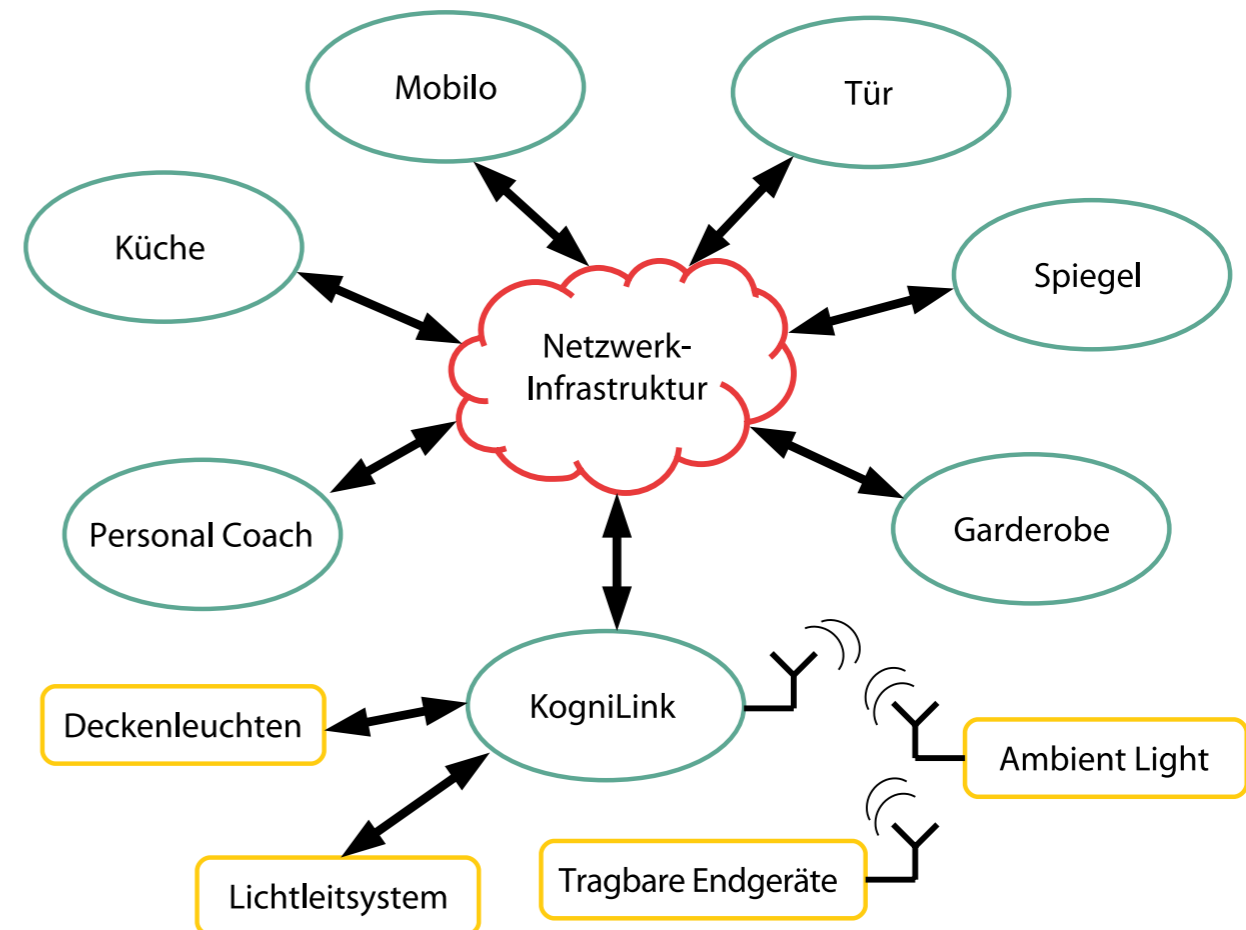 Mobilo
Tür
Küche
Spiegel
Netzwerk-
Infrastruktur
Personal Coach
Garderobe
KogniLink
Deckenleuchten
Ambient Light
Tragbare Endgeräte
Lichtleitsystem